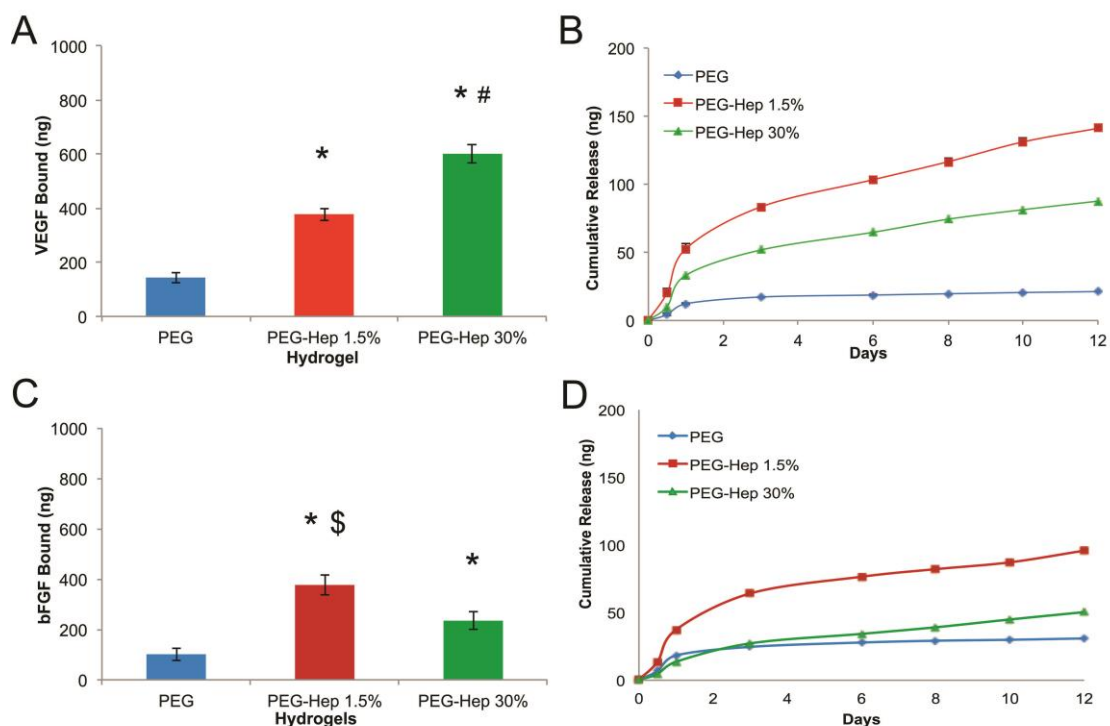 A
VEGF Bound (ng)
1000
800
600
400
200
0
*
* #
PEG
PEG-Hep 1.5%
PEG-Hep 30%
Hydrogel
B
Cumulative Release (ng)
200
150
100
50
0
PEG
PEG-Hep 1.5%
PEG-Hep 30%
0 2 4 6 8 10 12
Days
C
bFGF Bound (ng)
1000
800
600
400
200
0
* $
*
PEG
PEG-Hep 1.5%
PEG-Hep 30%
Hydrogels
D
Cumulative Release (ng)
200
150
100
50
0
PEG
PEG-Hep 1.5%
PEG-Hep 30%
0 2 4 6 8 10 12
Days